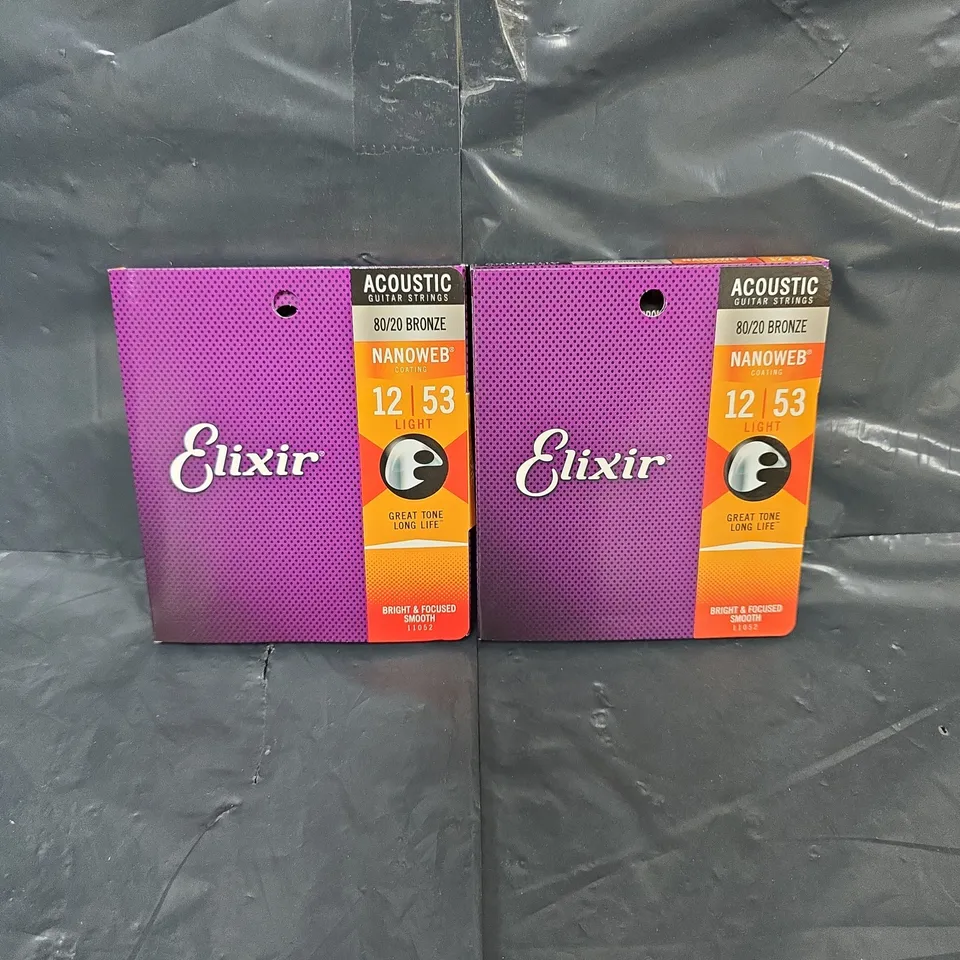 Elixir®
ACOUSTIC
GUITAR STRINGS
80/20 BRONZE
NANOWEB®
COATING
12 | 53
LIGHT
GREAT TONE
LONG LIFE™
BRIGHT & FOCUSED
SMOOTH
11052
Elixir®
ACOUSTIC
GUITAR STRINGS
80/20 BRONZE
NANOWEB®
COATING
12 | 53
LIGHT
GREAT TONE
LONG LIFE™
BRIGHT & FOCUSED
SMOOTH
11052